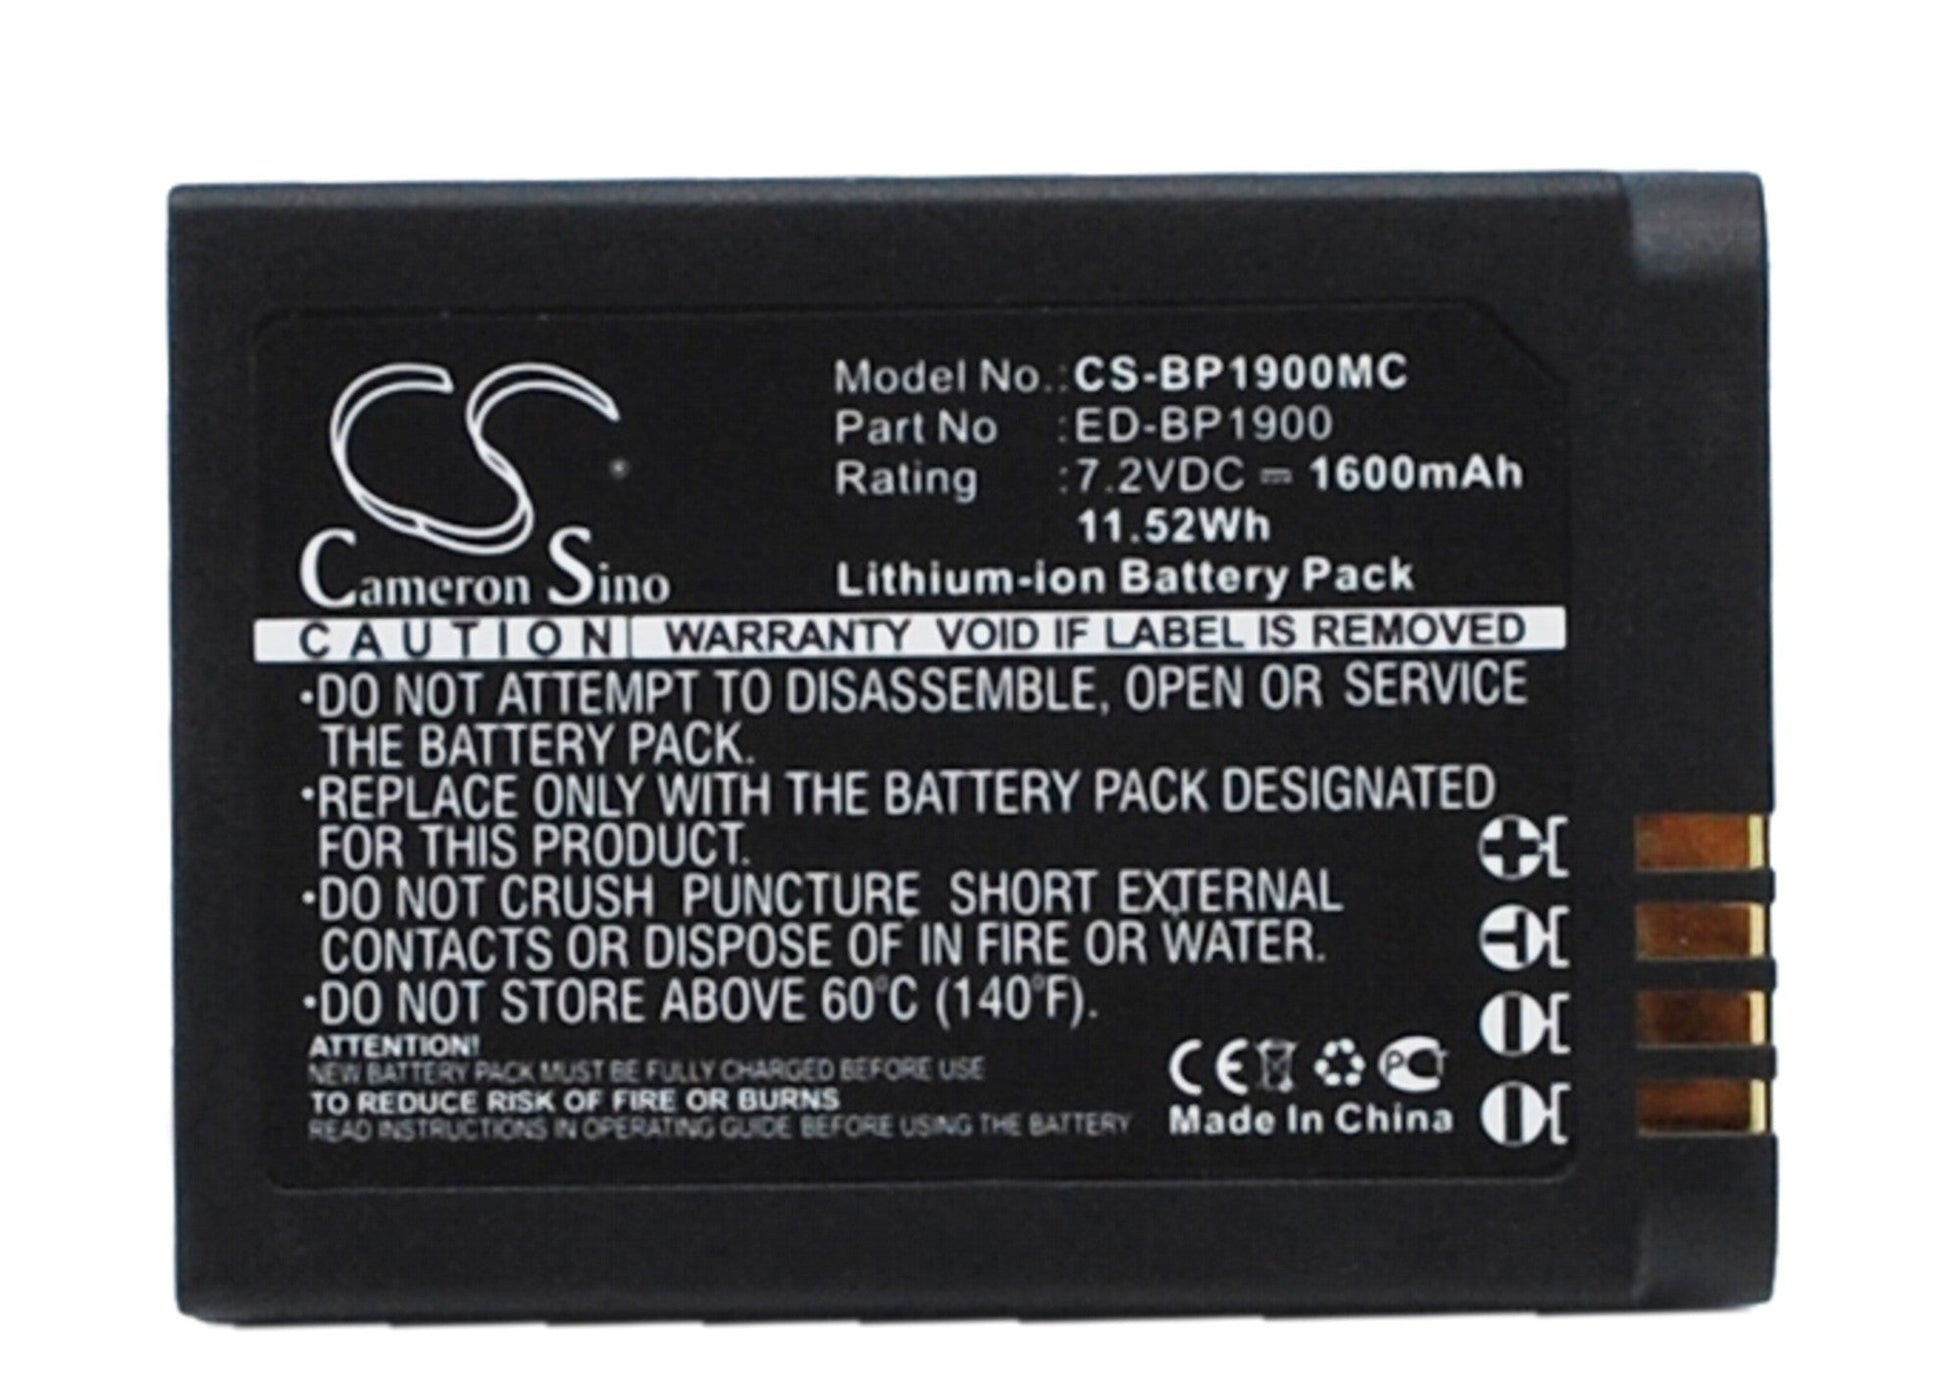 CS
Cameron Sino
Model No.:CS-BP1900MC
Part No :ED-BP1900
Rating :7.2VDC 1600mAh
11.52Wh
Lithium-ion Battery Pack
CAUTION WARRANTY VOID IF LABEL IS REMOVED
•DO NOT ATTEMPT TO DISASSEMBLE, OPEN OR SERVICE
THE BATTERY PACK.
•REPLACE ONLY WITH THE BATTERY PACK DESIGNATED
FOR THIS PRODUCT.
•DO NOT CRUSH PUNCTURE SHORT EXTERNAL
CONTACTS OR DISPOSE OF IN FIRE OR WATER.
•DO NOT STORE ABOVE 60°C (140°F).
ATTENTION!
NEW BATTERY PACK MUST BE FULLY CHARGED BEFORE USE
TO REDUCE RISK OF FIRE OR BURNS
READ INSTRUCTIONS IN OPERATING GUIDE BEFORE USING THE BATTERY
CE PCT
Made In China